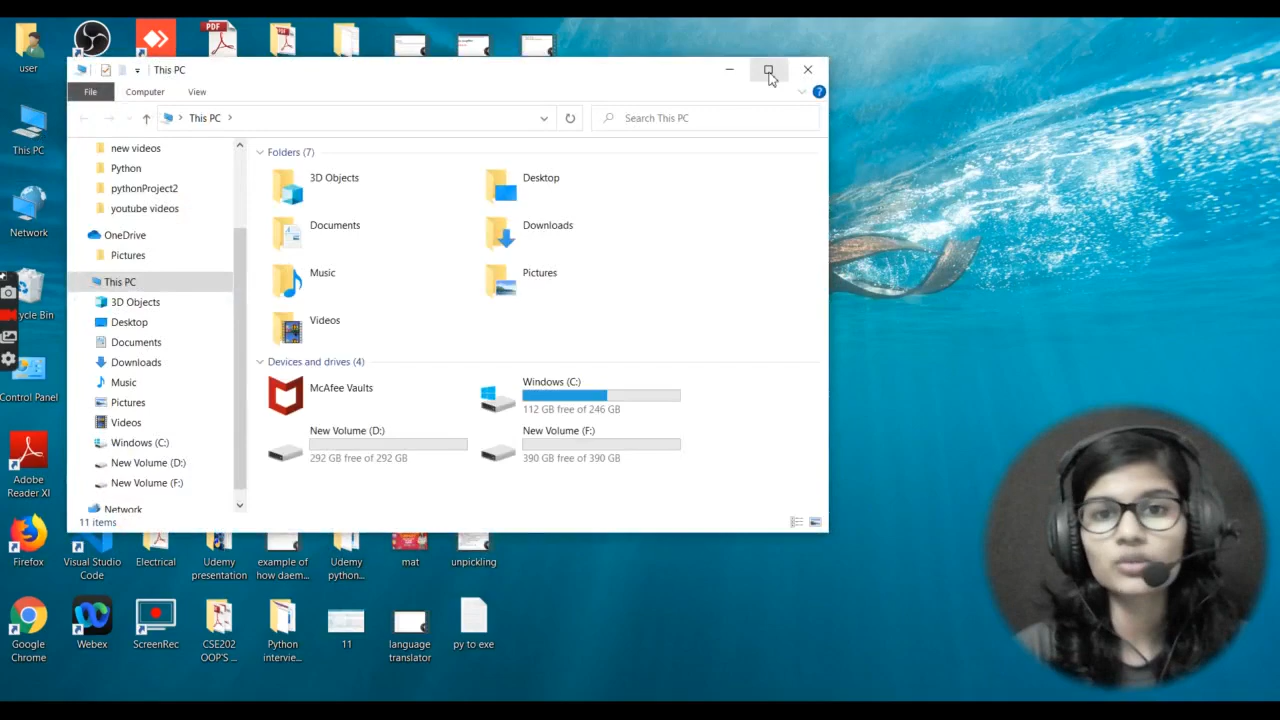 PDF
user
This PC
File
Computer
View
?
This PC
Search This PC
This PC
Network
cycle Bin
Control Panel
Adobe
Reader XI
new videos
Python
pythonProject2
youtube videos
OneDrive
Pictures
This PC
3D Objects
Desktop
Documents
Downloads
Music
Pictures
Videos
Windows (C:)
New Volume (D:)
New Volume (F:)
Network
11 items
Folders (7)
3D Objects
Desktop
Documents
Downloads
Music
Pictures
Videos
Devices and drives (4)
McAfee Vaults
Windows (C:)
112 GB free of 246 GB
New Volume (D:)
292 GB free of 292 GB
New Volume (F:)
390 GB free of 390 GB
Firefox
Visual Studio
Code
Electrical
Udemy
presentation
example of
how daem...
Udemy
python...
mat
unpickling
Google
Chrome
Webex
ScreenRec
CSE202
OOP'S ...
Python
intervie...
11
language
translator
py to exe